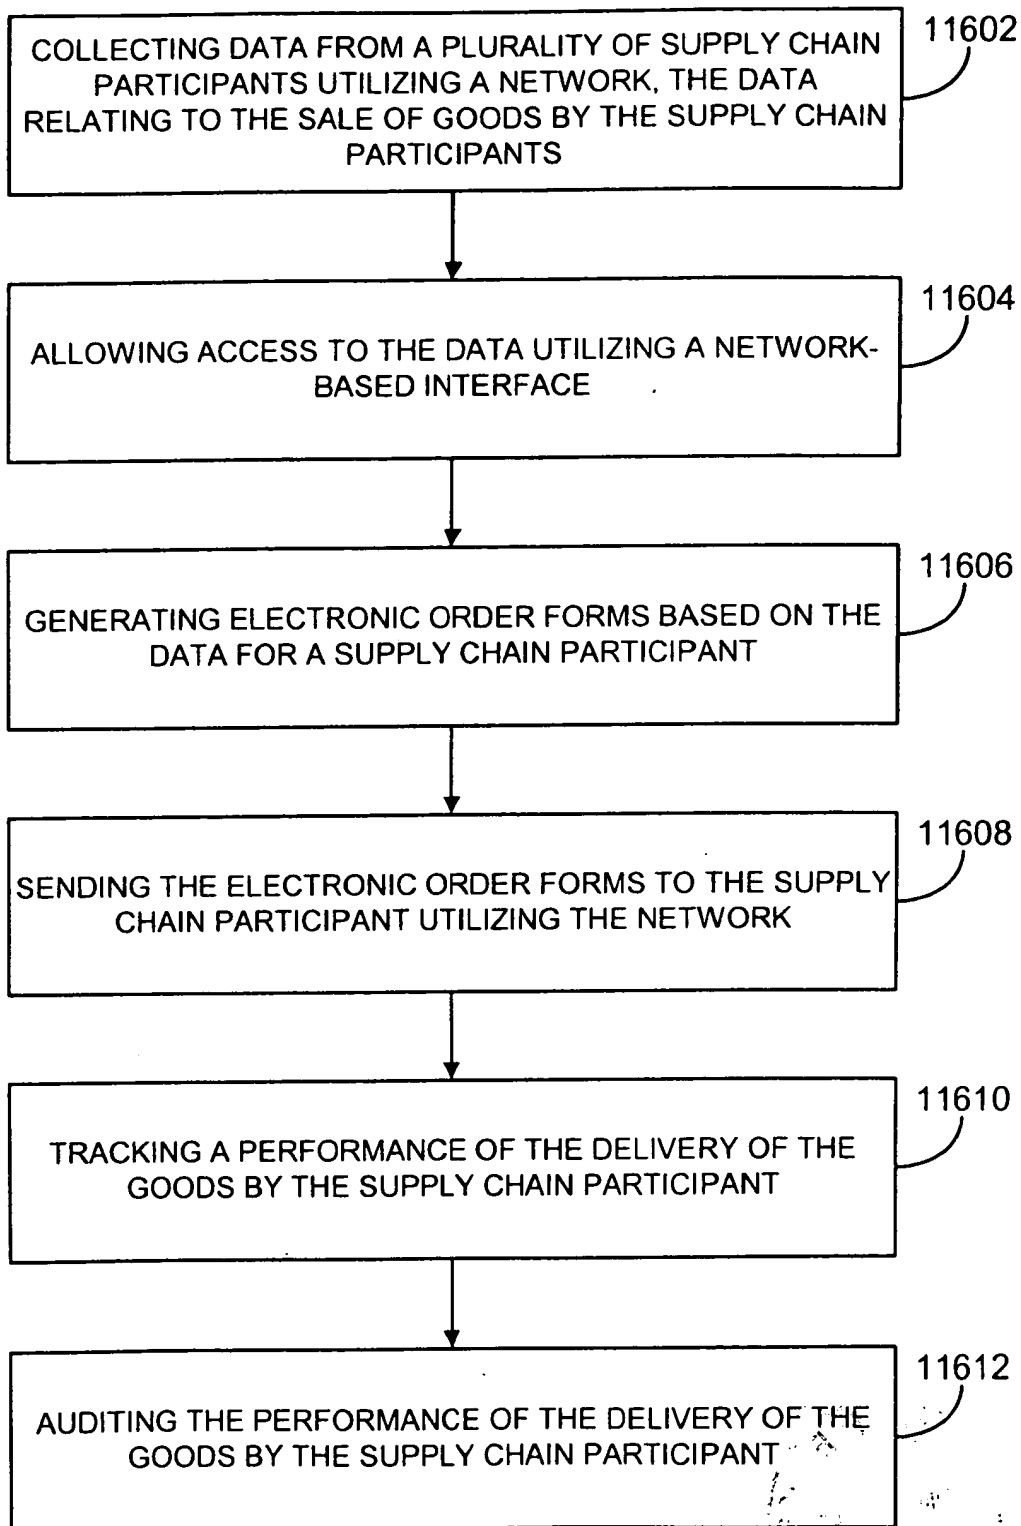 COLLECTING DATA FROM A PLURALITY OF SUPPLY CHAIN
PARTICIPANTS UTILIZING A NETWORK, THE DATA
RELATING TO THE SALE OF GOODS BY THE SUPPLY CHAIN
PARTICIPANTS
11602
ALLOWING ACCESS TO THE DATA UTILIZING A NETWORK-
BASED INTERFACE
11604
GENERATING ELECTRONIC ORDER FORMS BASED ON THE
DATA FOR A SUPPLY CHAIN PARTICIPANT
11606
SENDING THE ELECTRONIC ORDER FORMS TO THE SUPPLY
CHAIN PARTICIPANT UTILIZING THE NETWORK
11608
TRACKING A PERFORMANCE OF THE DELIVERY OF THE
GOODS BY THE SUPPLY CHAIN PARTICIPANT
11610
AUDITING THE PERFORMANCE OF THE DELIVERY OF THE
GOODS BY THE SUPPLY CHAIN PARTICIPANT
11612